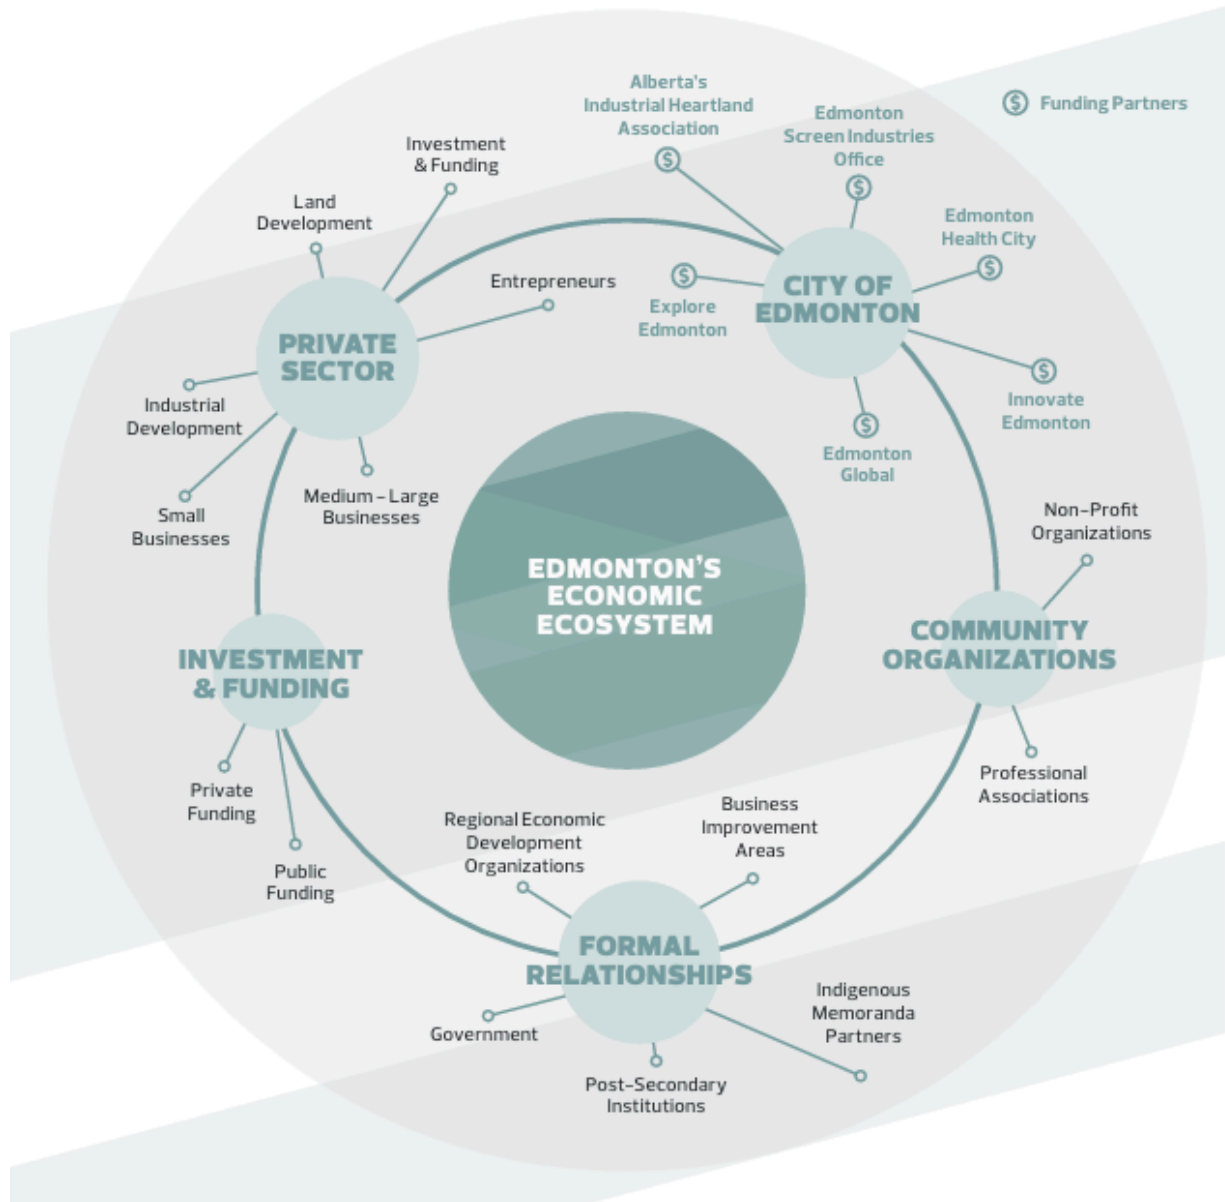 Alberta's
Industrial Heartland
Association
Edmonton
Screen Industries
Office
Funding Partners
Investment
& Funding
Land
Development
Edmonton
Health City
Entrepreneurs
Explore
Edmonton
CITY OF
EDMONTON
PRIVATE
SECTOR
Industrial
Development
Innovate
Edmonton
Edmonton
Global
Small
Businesses
Medium – Large
Businesses
Non-Profit
Organizations
EDMONTON'S
ECONOMIC
ECOSYSTEM
INVESTMENT
& FUNDING
COMMUNITY
ORGANIZATIONS
Private
Funding
Public
Funding
Professional
Associations
Regional Economic
Development
Organizations
Business
Improvement
Areas
FORMAL
RELATIONSHIPS
Government
Indigenous
Memoranda
Partners
Post-Secondary
Institutions